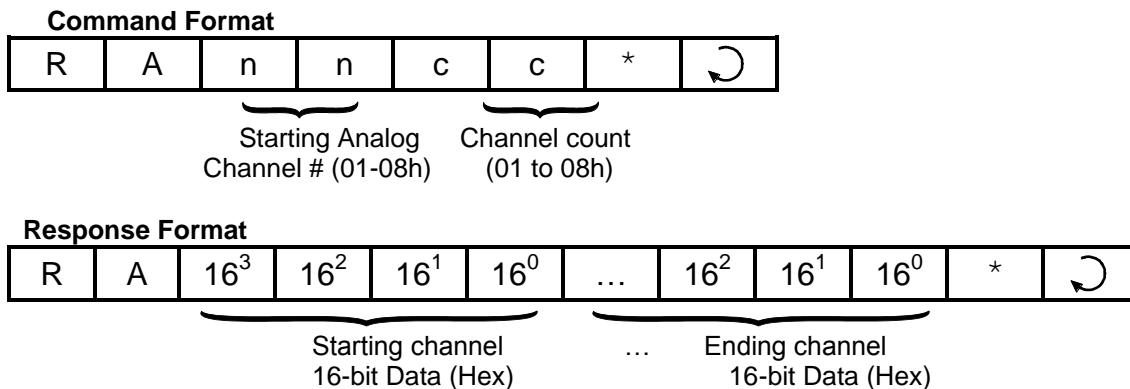 Command Format
R A n n c c * ⤶
Starting Analog Channel count
Channel # (01-08h) (01 to 08h)
Response Format
R A 16³ 16² 16¹ 16⁰ … 16² 16¹ 16⁰ * ⤶
Starting channel … Ending channel
16-bit Data (Hex) 16-bit Data (Hex)